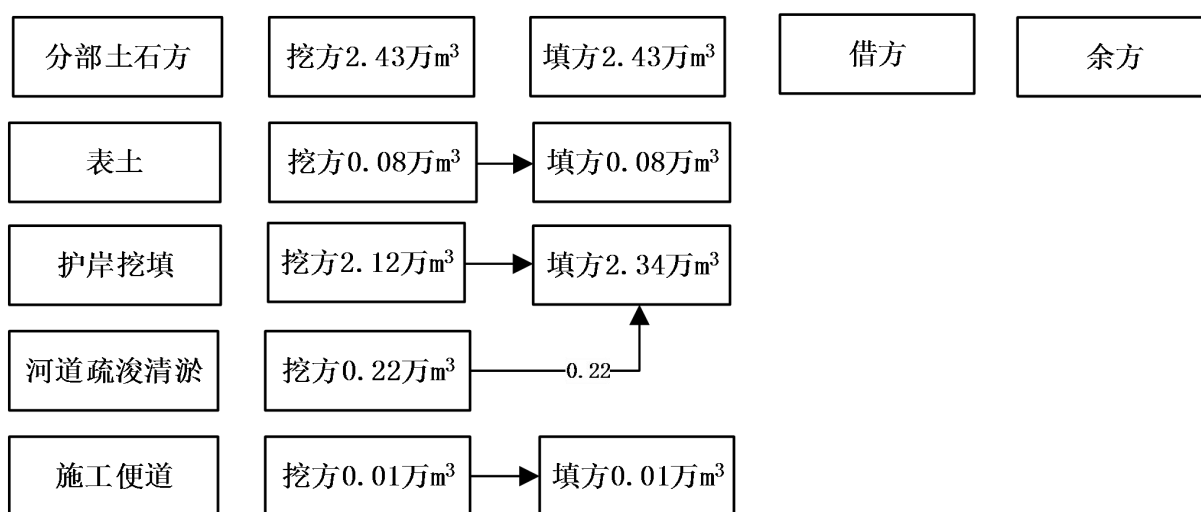 分部土石方
挖方2.43万m³
填方2.43万m³
借方
余方
表土
挖方0.08万m³
填方0.08万m³
护岸挖填
挖方2.12万m³
填方2.34万m³
河道疏浚清淤
挖方0.22万m³
0.22
施工便道
挖方0.01万m³
填方0.01万m³